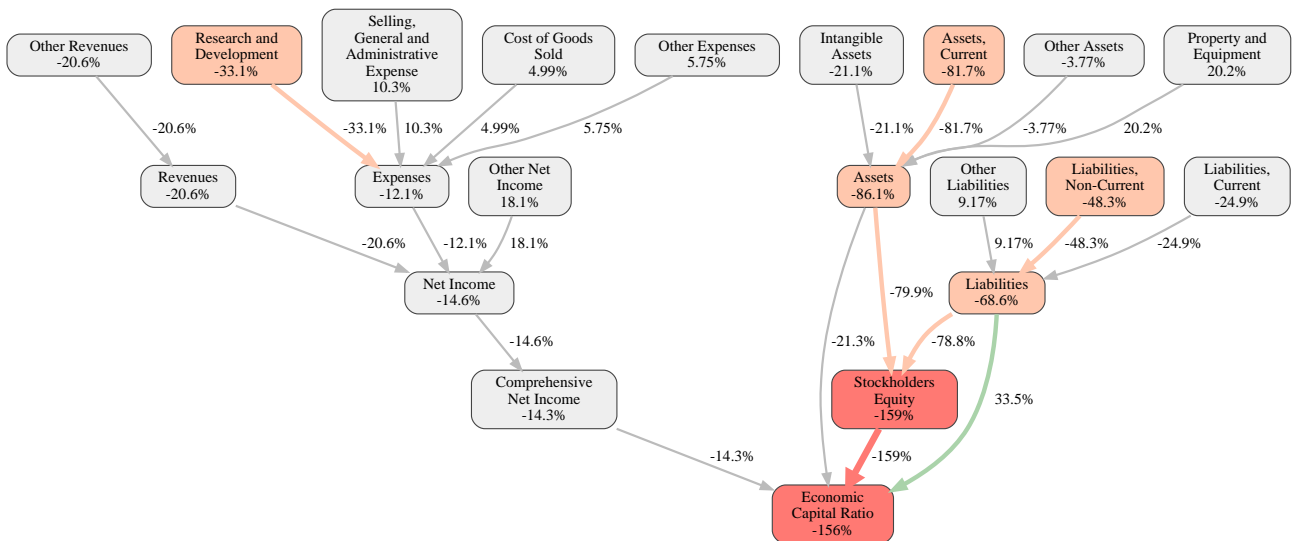 Other Revenues
-20.6%
Research and
Development
-33.1%
Selling,
General and
Administrative
Expense
10.3%
Cost of Goods
Sold
4.99%
Other Expenses
5.75%
Intangible
Assets
-21.1%
Assets,
Current
-81.7%
Other Assets
-3.77%
Property and
Equipment
20.2%
-20.6%
-33.1%
10.3%
4.99%
5.75%
-21.1%
-81.7%
-3.77%
20.2%
Revenues
-20.6%
Expenses
-12.1%
Other Net
Income
18.1%
Assets
-86.1%
Other
Liabilities
9.17%
Liabilities,
Non-Current
-48.3%
Liabilities,
Current
-24.9%
-20.6%
-12.1%
18.1%
9.17%
-48.3%
-24.9%
Net Income
-14.6%
-79.9%
Liabilities
-68.6%
-14.6%
-21.3%
-78.8%
Comprehensive
Net Income
-14.3%
Stockholders
Equity
-159%
33.5%
-14.3%
-159%
Economic
Capital Ratio
-156%